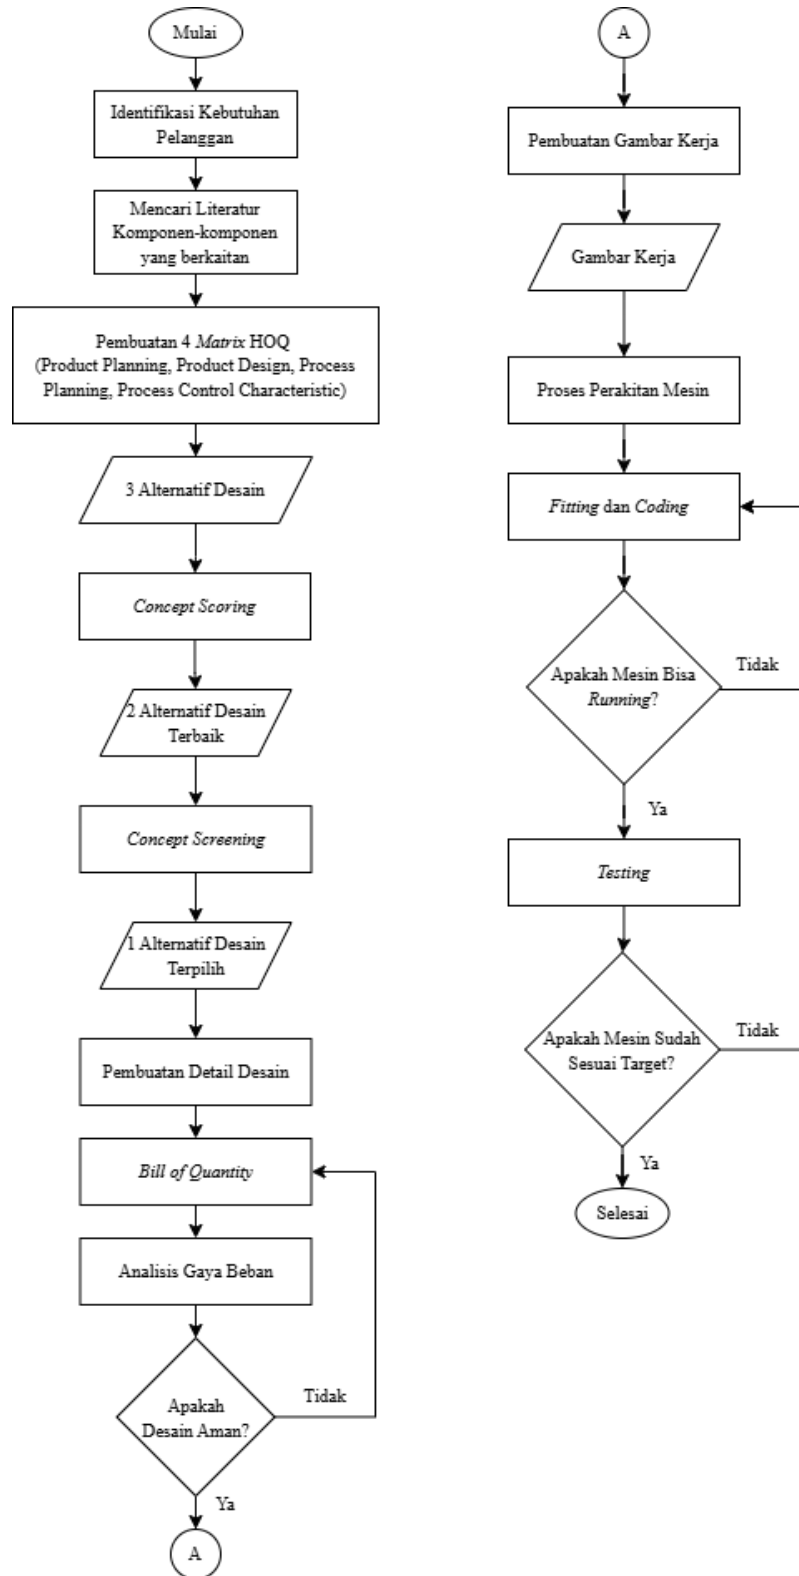 Mulai
Identifikasi Kebutuhan
Pelanggan
Mencari Literatur
Komponen-komponen
yang berkaitan
Pembuatan 4 Matrix HOQ
(Product Planning, Product Design, Process
Planning, Process Control Characteristic)
3 Alternatif Desain
Concept Scoring
2 Alternatif Desain
Terbaik
Concept Screening
1 Alternatif Desain
Terpilih
Pembuatan Detail Desain
Bill of Quantity
Analisis Gaya Beban
Apakah
Desain Aman?
Tidak
Ya
A
A
Pembuatan Gambar Kerja
Gambar Kerja
Proses Perakitan Mesin
Fitting dan Coding
Apakah Mesin Bisa
Running?
Tidak
Ya
Testing
Apakah Mesin Sudah
Sesuai Target?
Tidak
Ya
Selesai